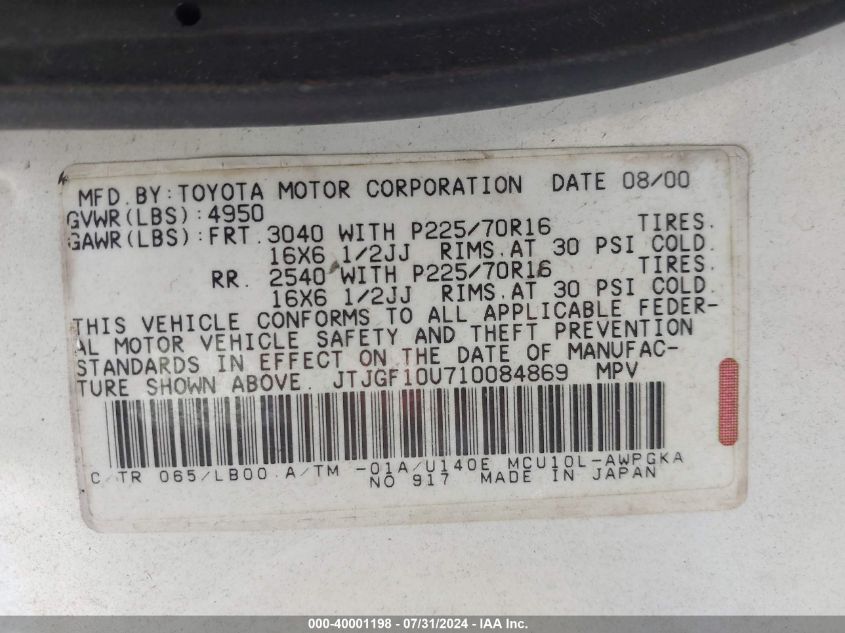 MFD. BY: TOYOTA MOTOR CORPORATION DATE 08/00
GVWR(LBS):4950
GAWR(LBS):FRT. 3040 WITH P225/70R16 TIRES.
16X6 1/2JJ RIMS.AT 30 PSI COLD.
RR. 2540 WITH P225/70R16 TIRES.
16X6 1/2JJ RIMS.AT 30 PSI COLD.
THIS VEHICLE CONFORMS TO ALL APPLICABLE FEDER-
AL MOTOR VEHICLE SAFETY AND THEFT PREVENTION
STANDARDS IN EFFECT ON THE DATE OF MANUFAC-
TURE SHOWN ABOVE. JTJGF10U710084869 MPV
C/TR 065/LB00 A/TM -01A/U140E MCU10L-AWPGKA
NO 917 MADE IN JAPAN
000-40001198 - 07/31/2024 - IAA Inc.